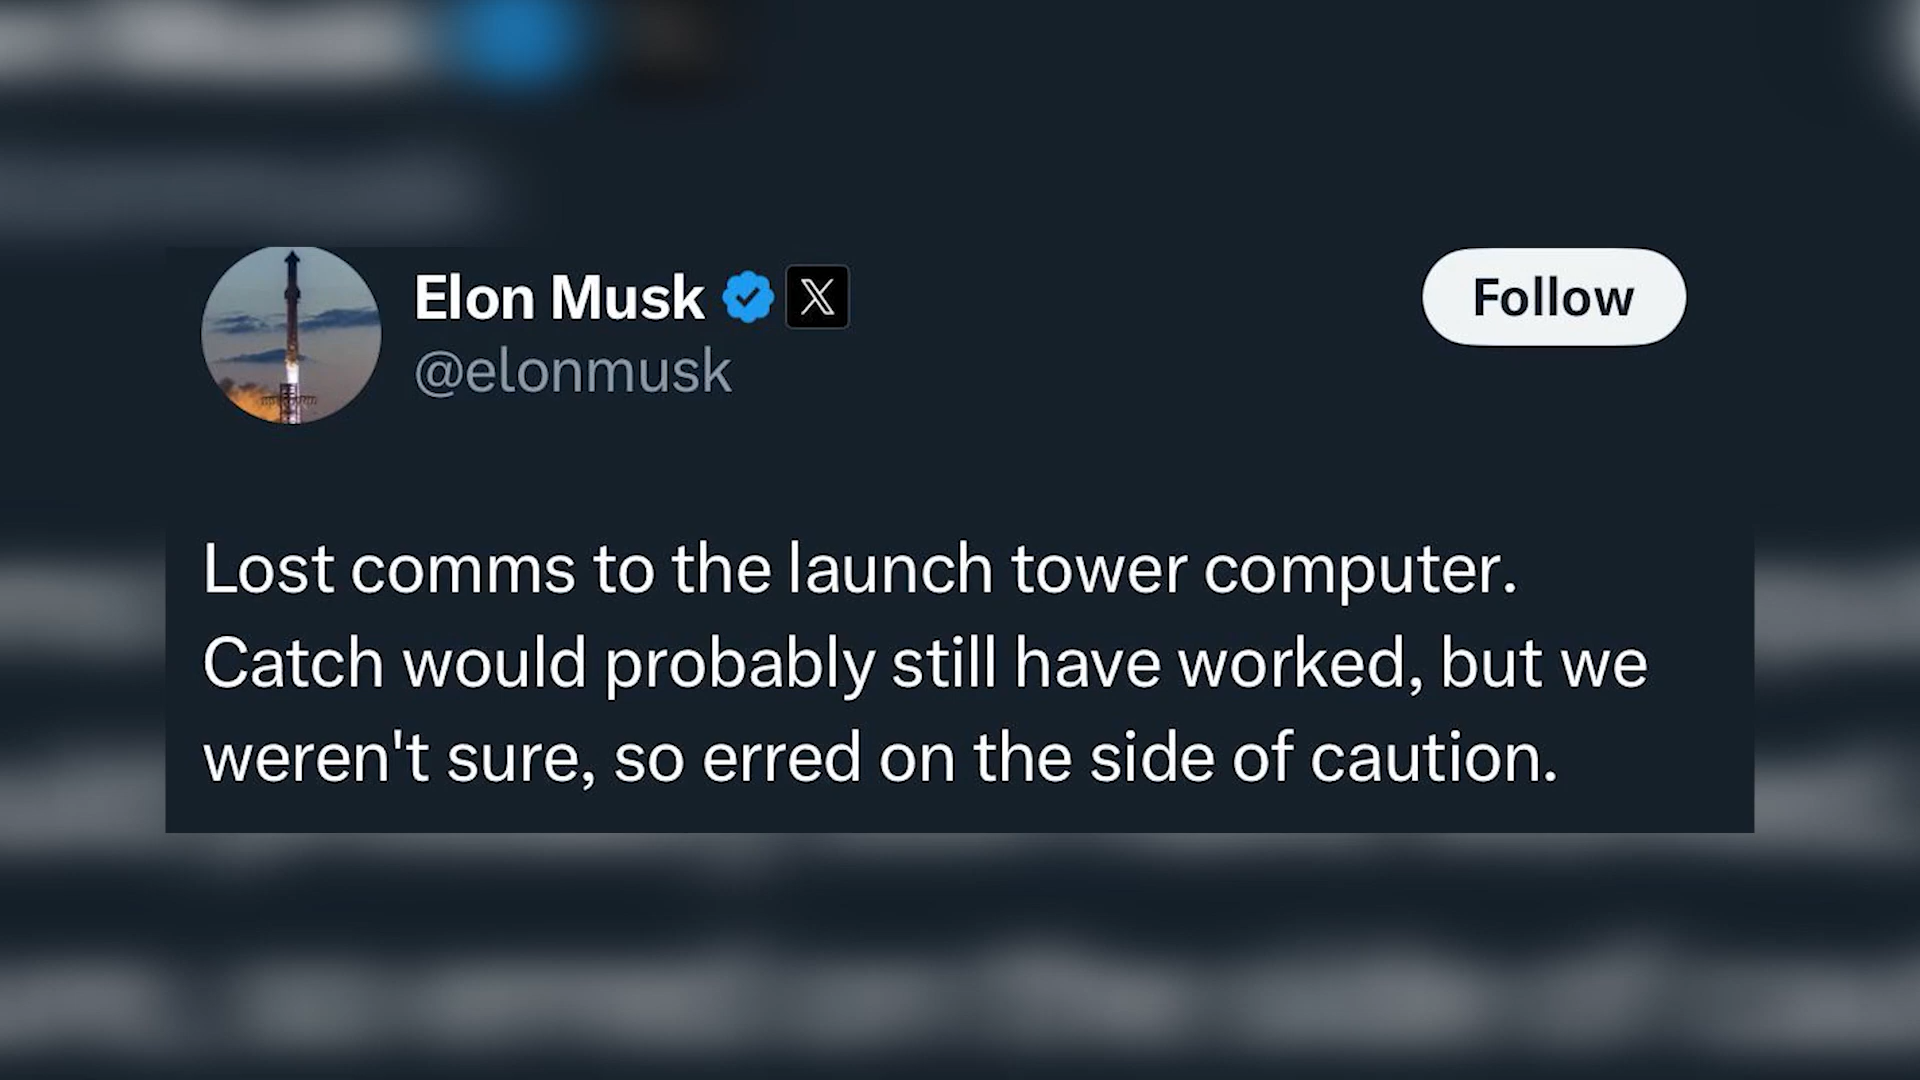 Elon Musk
@elonmusk
Follow
Lost comms to the launch tower computer.
Catch would probably still have worked, but we
weren't sure, so erred on the side of caution.